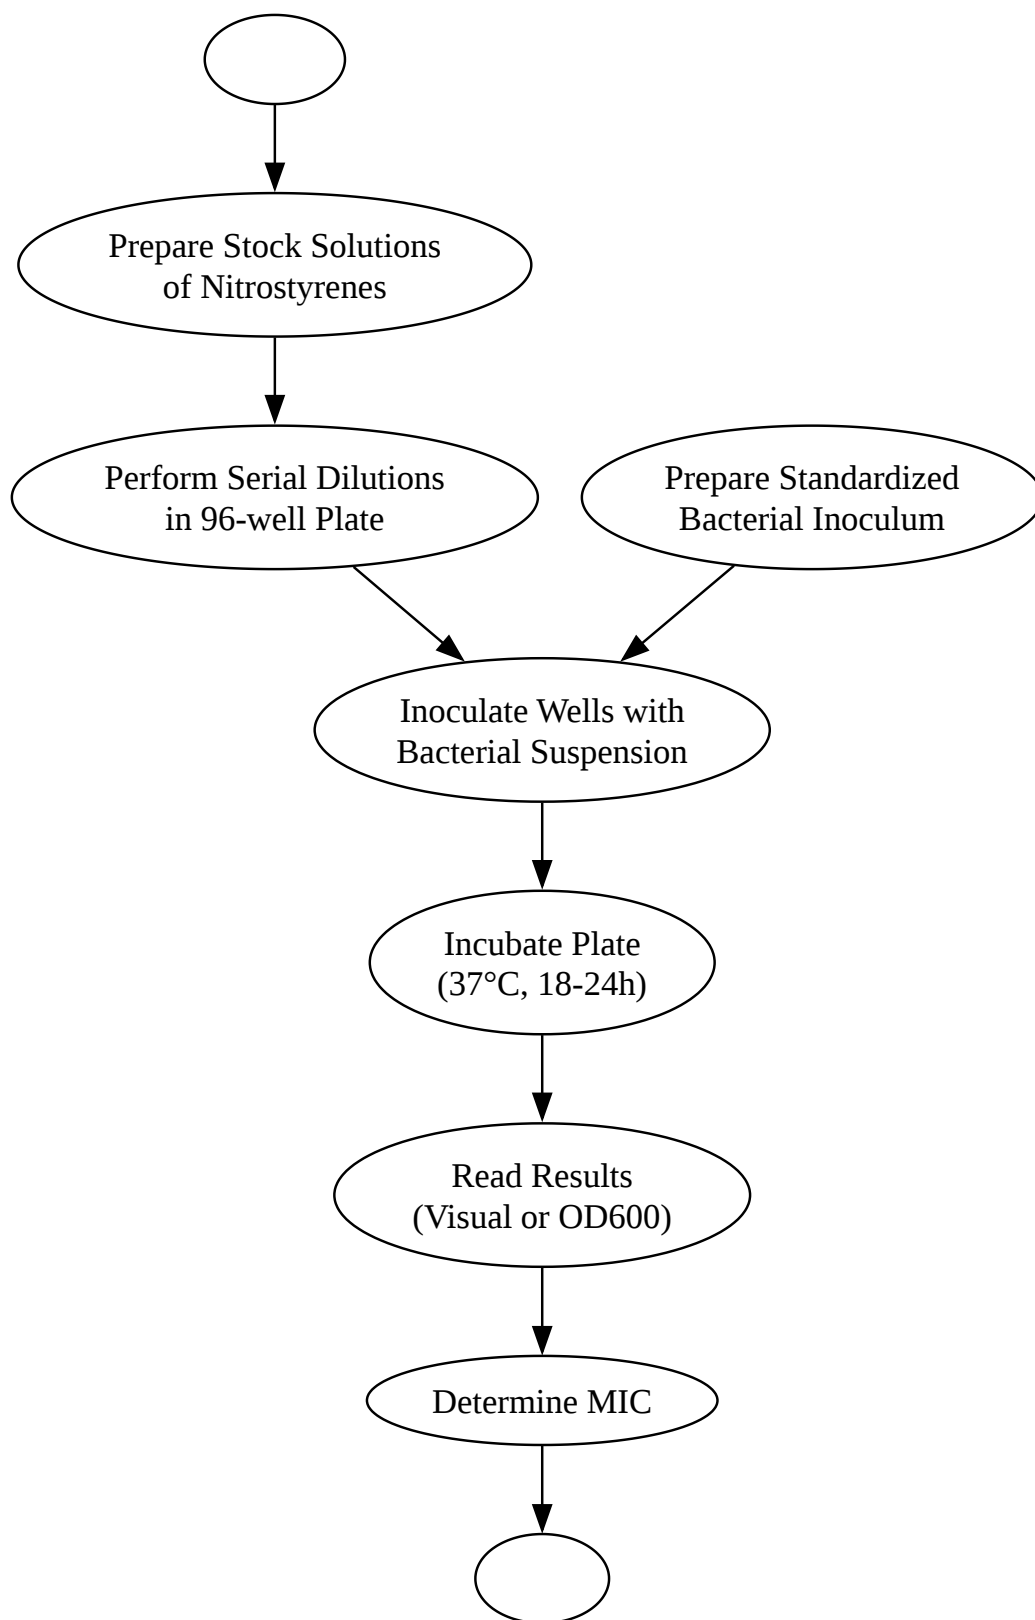 Prepare Stock Solutions
of Nitrostyrenes
Perform Serial Dilutions
in 96-well Plate
Prepare Standardized
Bacterial Inoculum
Inoculate Wells with
Bacterial Suspension
Incubate Plate
(37°C, 18-24h)
Read Results
(Visual or OD600)
Determine MIC